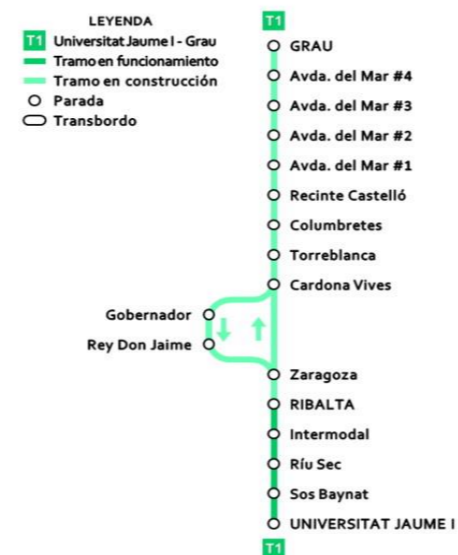 LEYENDA
T1 Universitat Jaume I - Grau
Tramo en funcionamiento
Tramo en construcción
Parada
Transbordo
T1
GRAU
Avda. del Mar #4
Avda. del Mar #3
Avda. del Mar #2
Avda. del Mar #1
Recinte Castelló
Columbretes
Torreblanca
Cardona Vives
Gobernador
Rey Don Jaime
Zaragoza
RIBALTA
Intermodal
Ríu Sec
Sos Baynat
UNIVERSITAT JAUME I
T1